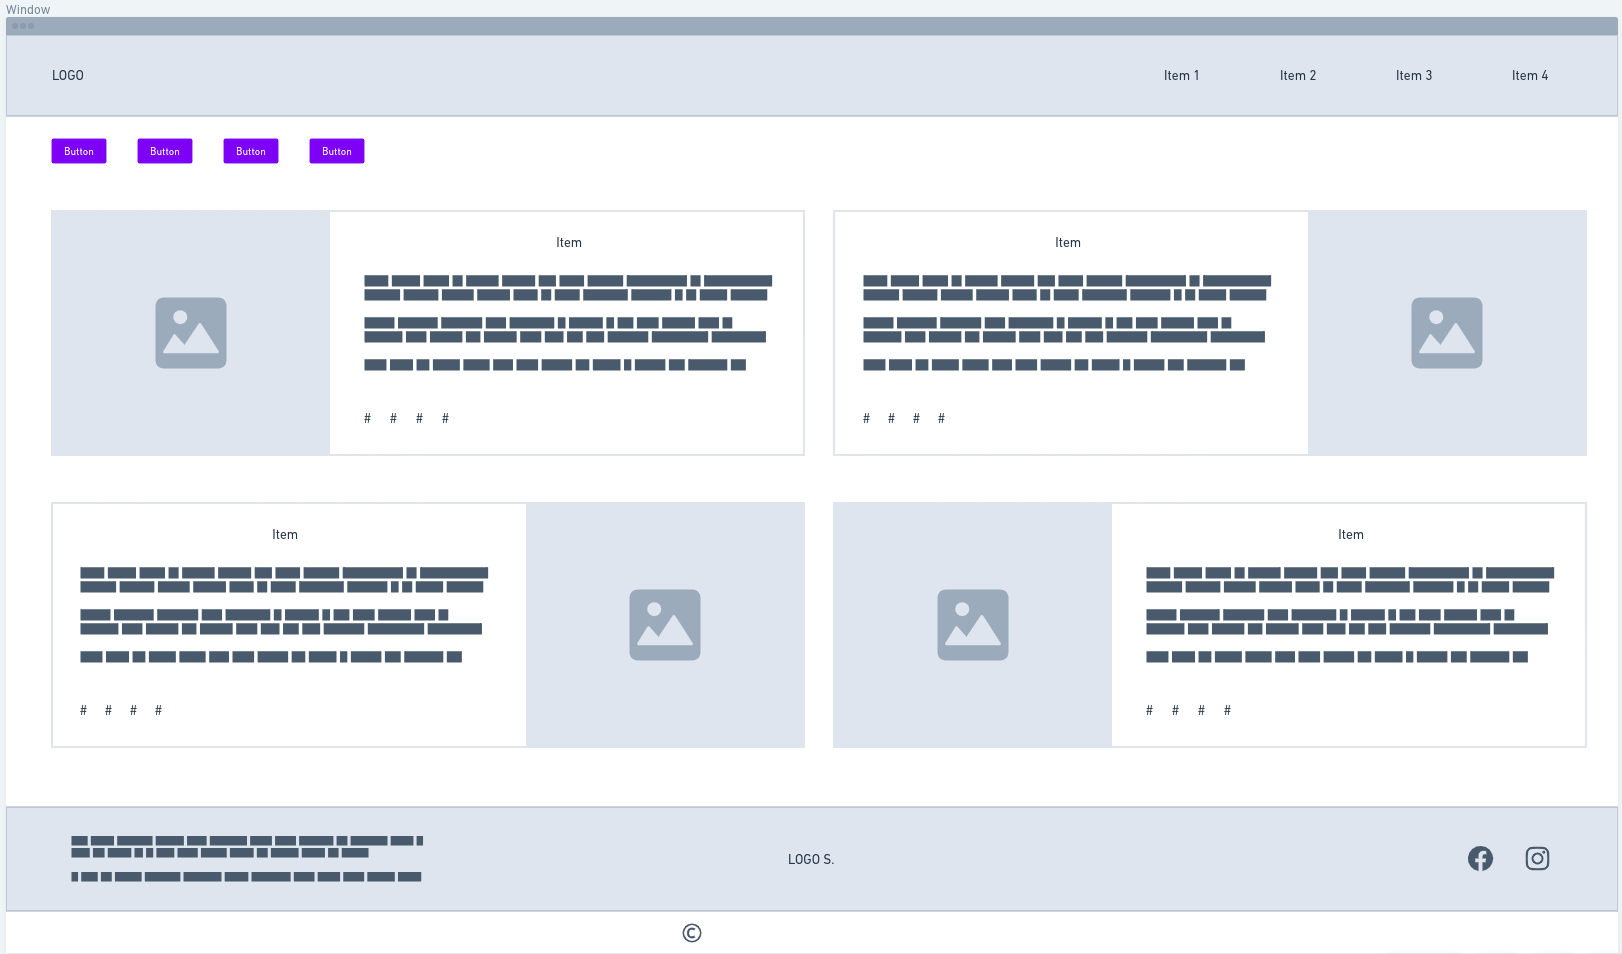 Window
LOGO Item 1 Item 2 Item 3 Item 4
Button Button Button Button
Item
# # # #
Item
# # # #
Item
# # # #
Item
# # # #
LOGO S.
©